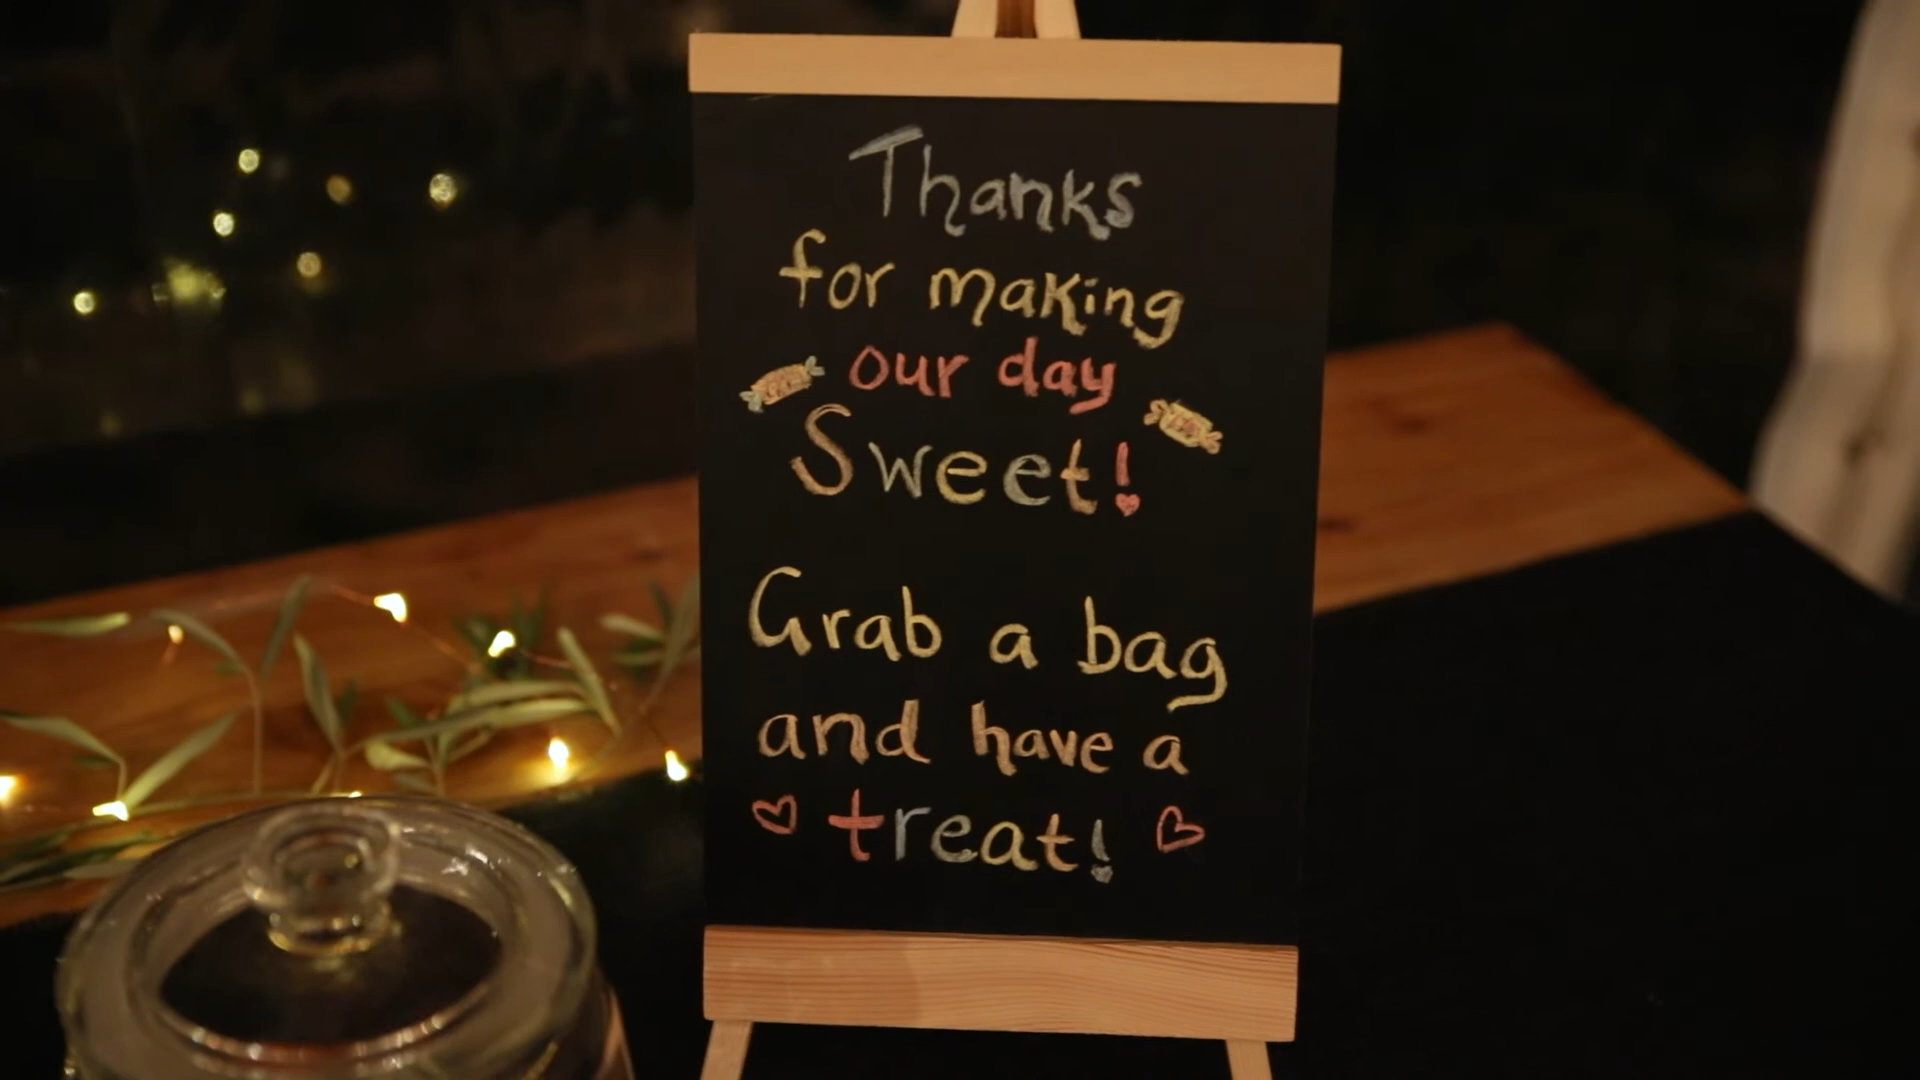 Thanks
for making
our day
Sweet!
Grab a bag
and have a
treat!